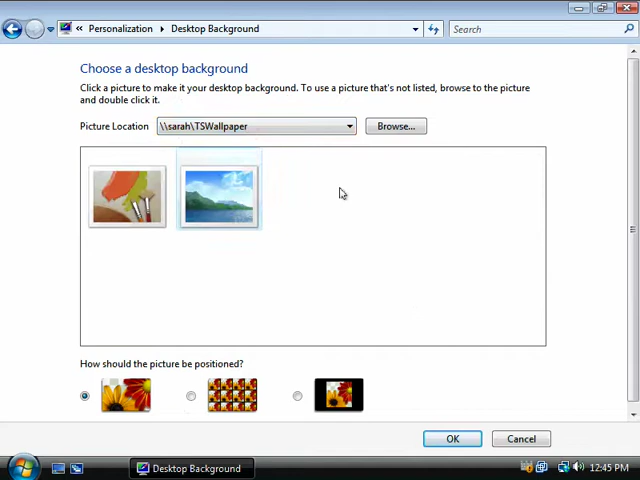 Personalization
Desktop Background
Search
Choose a desktop background
Click a picture to make it your desktop background. To use a picture that's not listed, browse to the picture
and double click it.
Picture Location
\\sarah\TSWallpaper
Browse...
How should the picture be positioned?
OK
Cancel
Desktop Background
12:45 PM